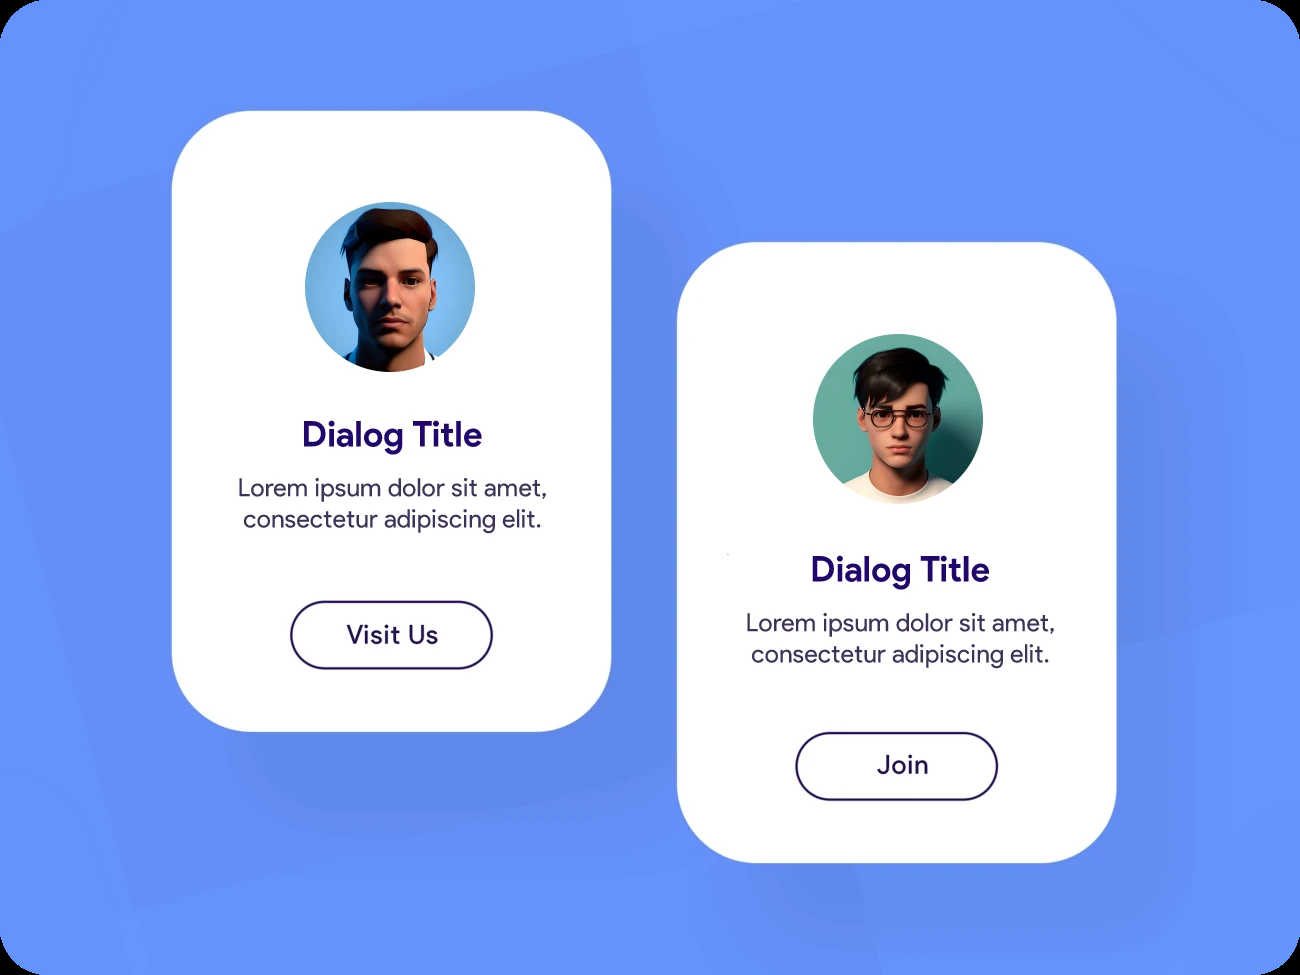 Dialog Title
Lorem ipsum dolor sit amet,
consectetur adipiscing elit.
Visit Us
Dialog Title
Lorem ipsum dolor sit amet,
consectetur adipiscing elit.
Join